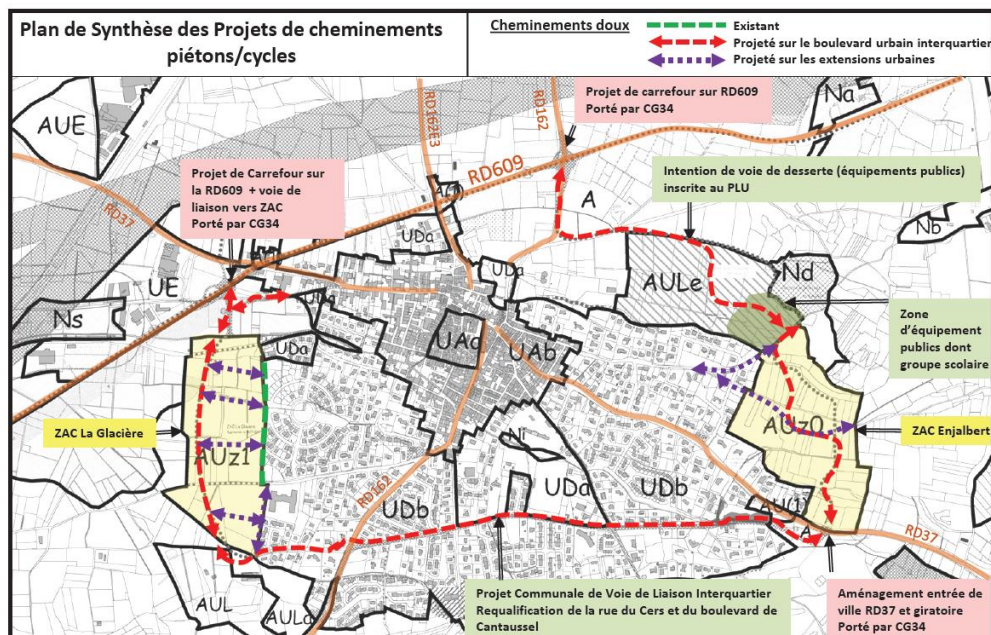 Plan de Synthèse des Projets de cheminements
piétons/cycles
Cheminements doux
Existant
Projeté sur le boulevard urbain interquartier
Projeté sur les extensions urbaines
AUE
RD162E3
RD162
Projet de carrefour sur RD609
Porté par CG34
Na
RD609
Projet de Carrefour sur
la RD609 + voie de
liaison vers ZAC
Porté par CG34
Intention de voie de desserte (équipements publics)
inscrite au PLU
RD37
A
Nb
UDa
UE
UDa
AULe
Nd
Ns
Zone
d'équipement
publics dont
groupe scolaire
UDa
UAa
UAb
ZAC La Glacière
AUz0
ZAC Enjalbert
AUz1
Ni
RD162
UDb
UDa
UDb
AU(1)
A
RD37
AUL
AULa
Projet Communale de Voie de Liaison Interquartier
Requalification de la rue du Cers et du boulevard de
Cantaussel
Aménagement entrée de
ville RD37 et giratoire
Porté par CG34